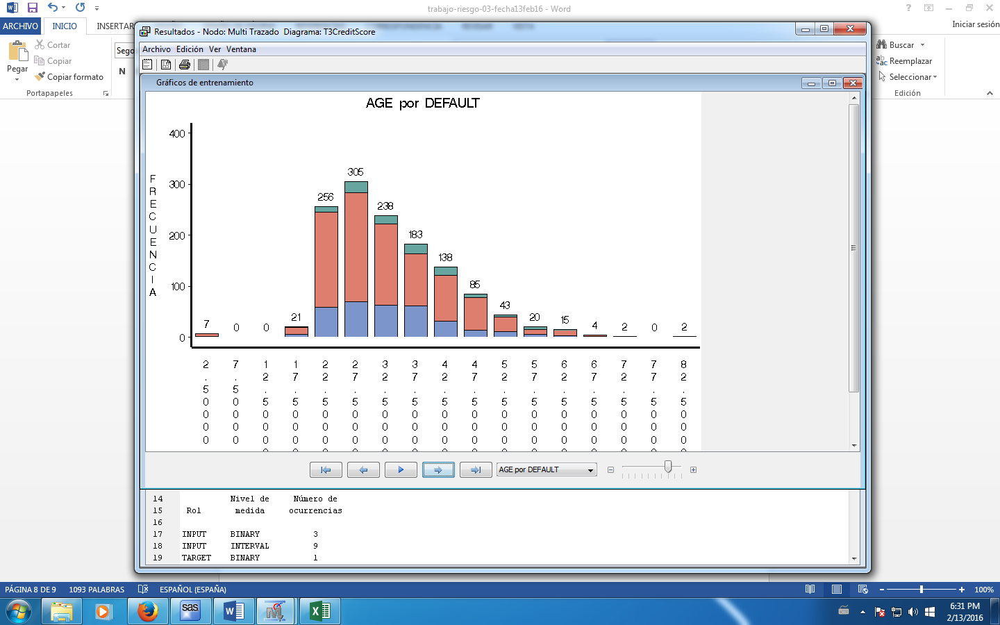 trabajo-riesgo-03-fecha13feb16 - Word
ARCHIVO
INICIO
INSERTAR
Iniciar sesión
Pegar
Cortar
Copiar
Copiar formato
Portapapeles
Sego
N
Buscar
Reemplazar
Seleccionar
Edición
Resultados - Nodo: Multi Trazado Diagrama: T3CreditScore
Archivo Edición Ver Ventana
Gráficos de entrenamiento
AGE por DEFAULT
FRECUENCIA
400
300
200
100
0
7
0
0
21
256
305
238
183
138
85
43
20
15
4
2
0
2
2.5000
7.5000
12.5000
17.5000
22.5000
27.5000
32.5000
37.5000
42.5000
47.5000
52.5000
57.5000
62.5000
67.5000
72.5000
77.5000
82.5000
AGE por DEFAULT
14 Nivel de Número de
15 Rol medida ocurrencias
16
17 INPUT BINARY 3
18 INPUT INTERVAL 9
19 TARGET BINARY 1
PÁGINA 8 DE 9 1093 PALABRAS ESPAÑOL (ESPAÑA) 100%
sas
6:31 PM
2/13/2016